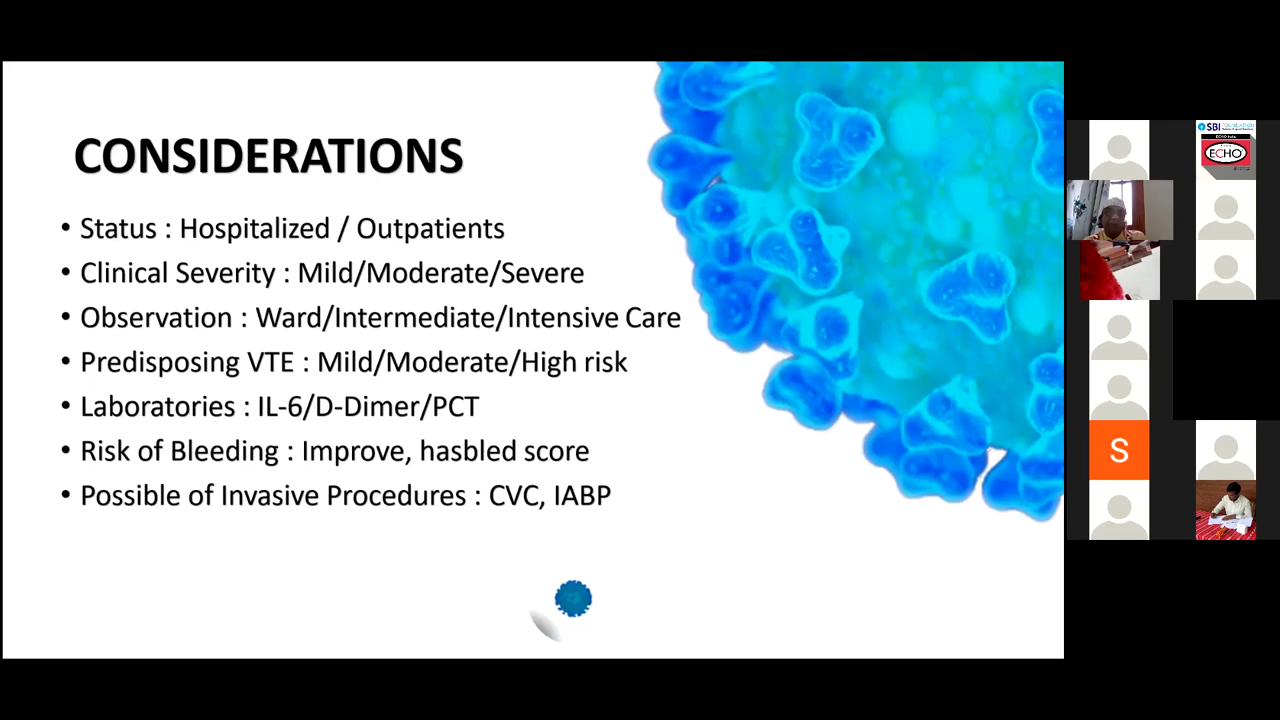 CONSIDERATIONS
• Status : Hospitalized / Outpatients
• Clinical Severity : Mild/Moderate/Severe
• Observation : Ward/Intermediate/Intensive Care
• Predisposing VTE : Mild/Moderate/High risk
• Laboratories : IL-6/D-Dimer/PCT
• Risk of Bleeding : Improve, hasbled score
• Possible of Invasive Procedures : CVC, IABP
SBI FOUNDATION
ECHO
S